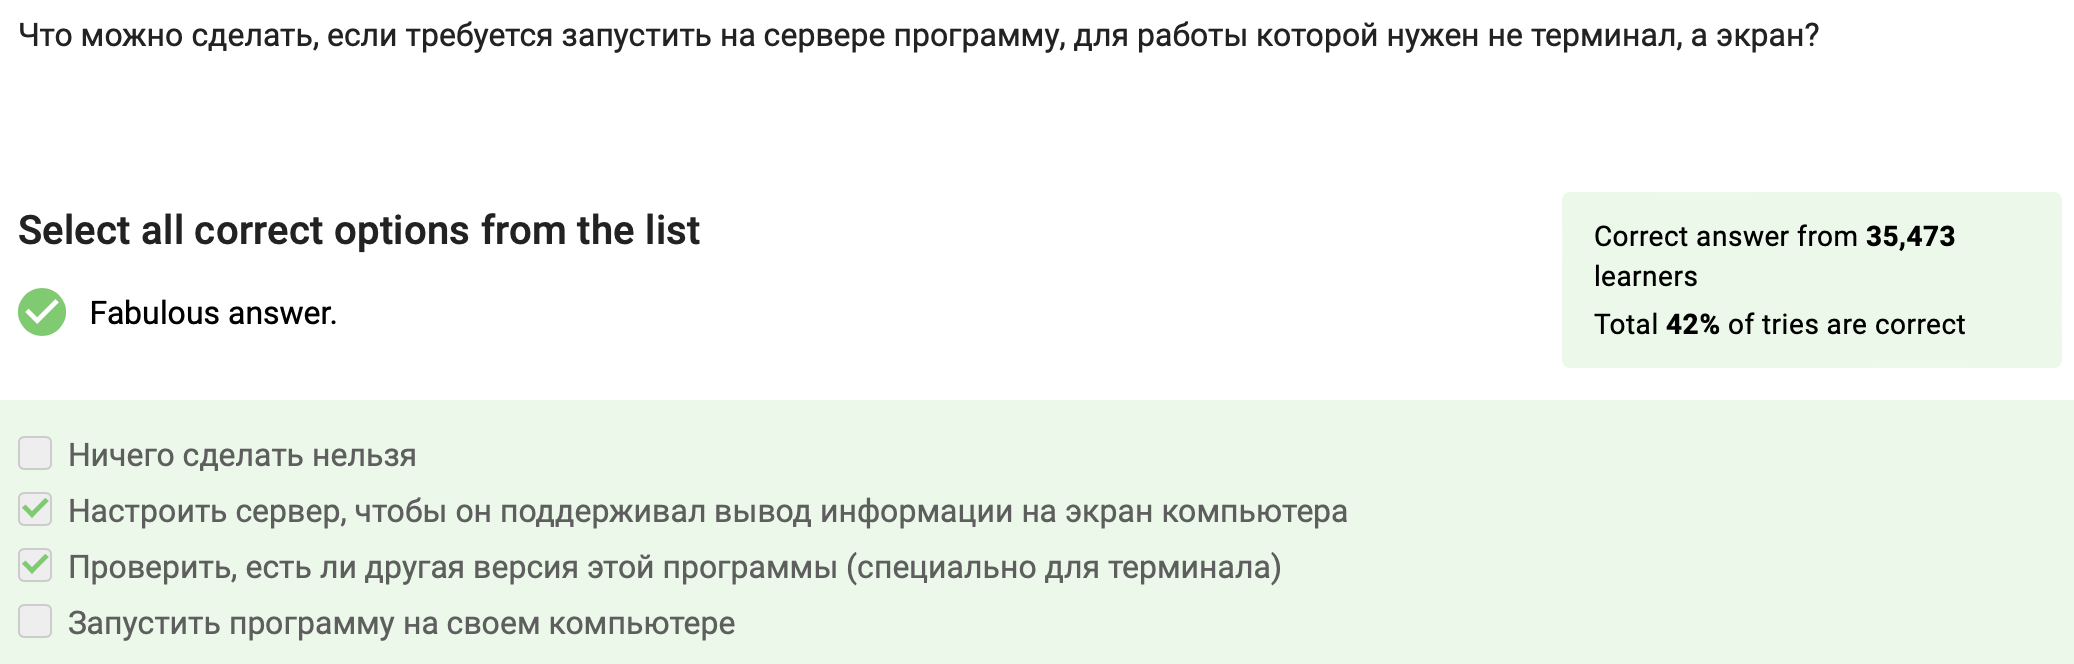 Что можно сделать, если требуется запустить на сервере программу, для работы которой нужен не терминал, а экран?
Select all correct options from the list
Fabulous answer.
Correct answer from 35,473
learners
Total 42% of tries are correct
Ничего сделать нельзя
Настроить сервер, чтобы он поддерживал вывод информации на экран компьютера
Проверить, есть ли другая версия этой программы (специально для терминала)
Запустить программу на своем компьютере